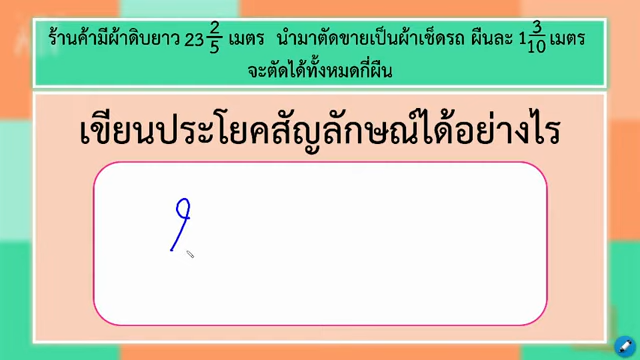 ร้านค้ามีผ้าดิบยาว 23 2/5 เมตร นำมาตัดขายเป็นผ้าเช็ดรถ ผืนละ 1 3/10 เมตร
จะตัดได้ทั้งหมดกี่ผืน
เขียนประโยคสัญลักษณ์ได้อย่างไร